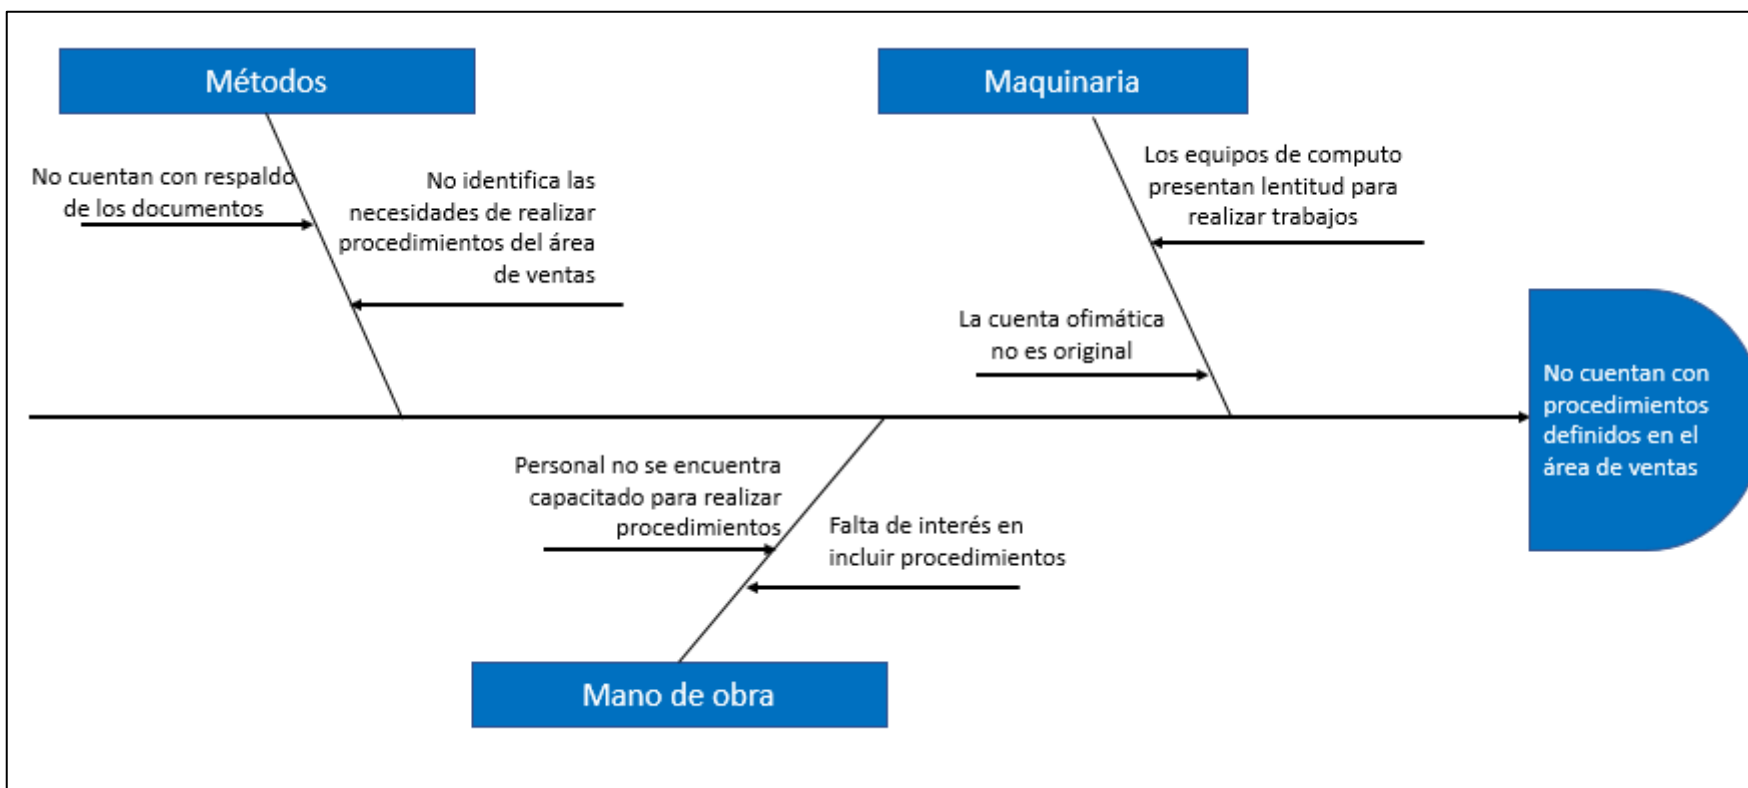 Métodos
Maquinaria
No cuentan con respaldo
de los documentos
No identifica las
necesidades de realizar
procedimientos del área
de ventas
Los equipos de computo
presentan lentitud para
realizar trabajos
La cuenta ofimática
no es original
No cuentan con
procedimientos
definidos en el
área de ventas
Personal no se encuentra
capacitado para realizar
procedimientos
Falta de interés en
incluir procedimientos
Mano de obra